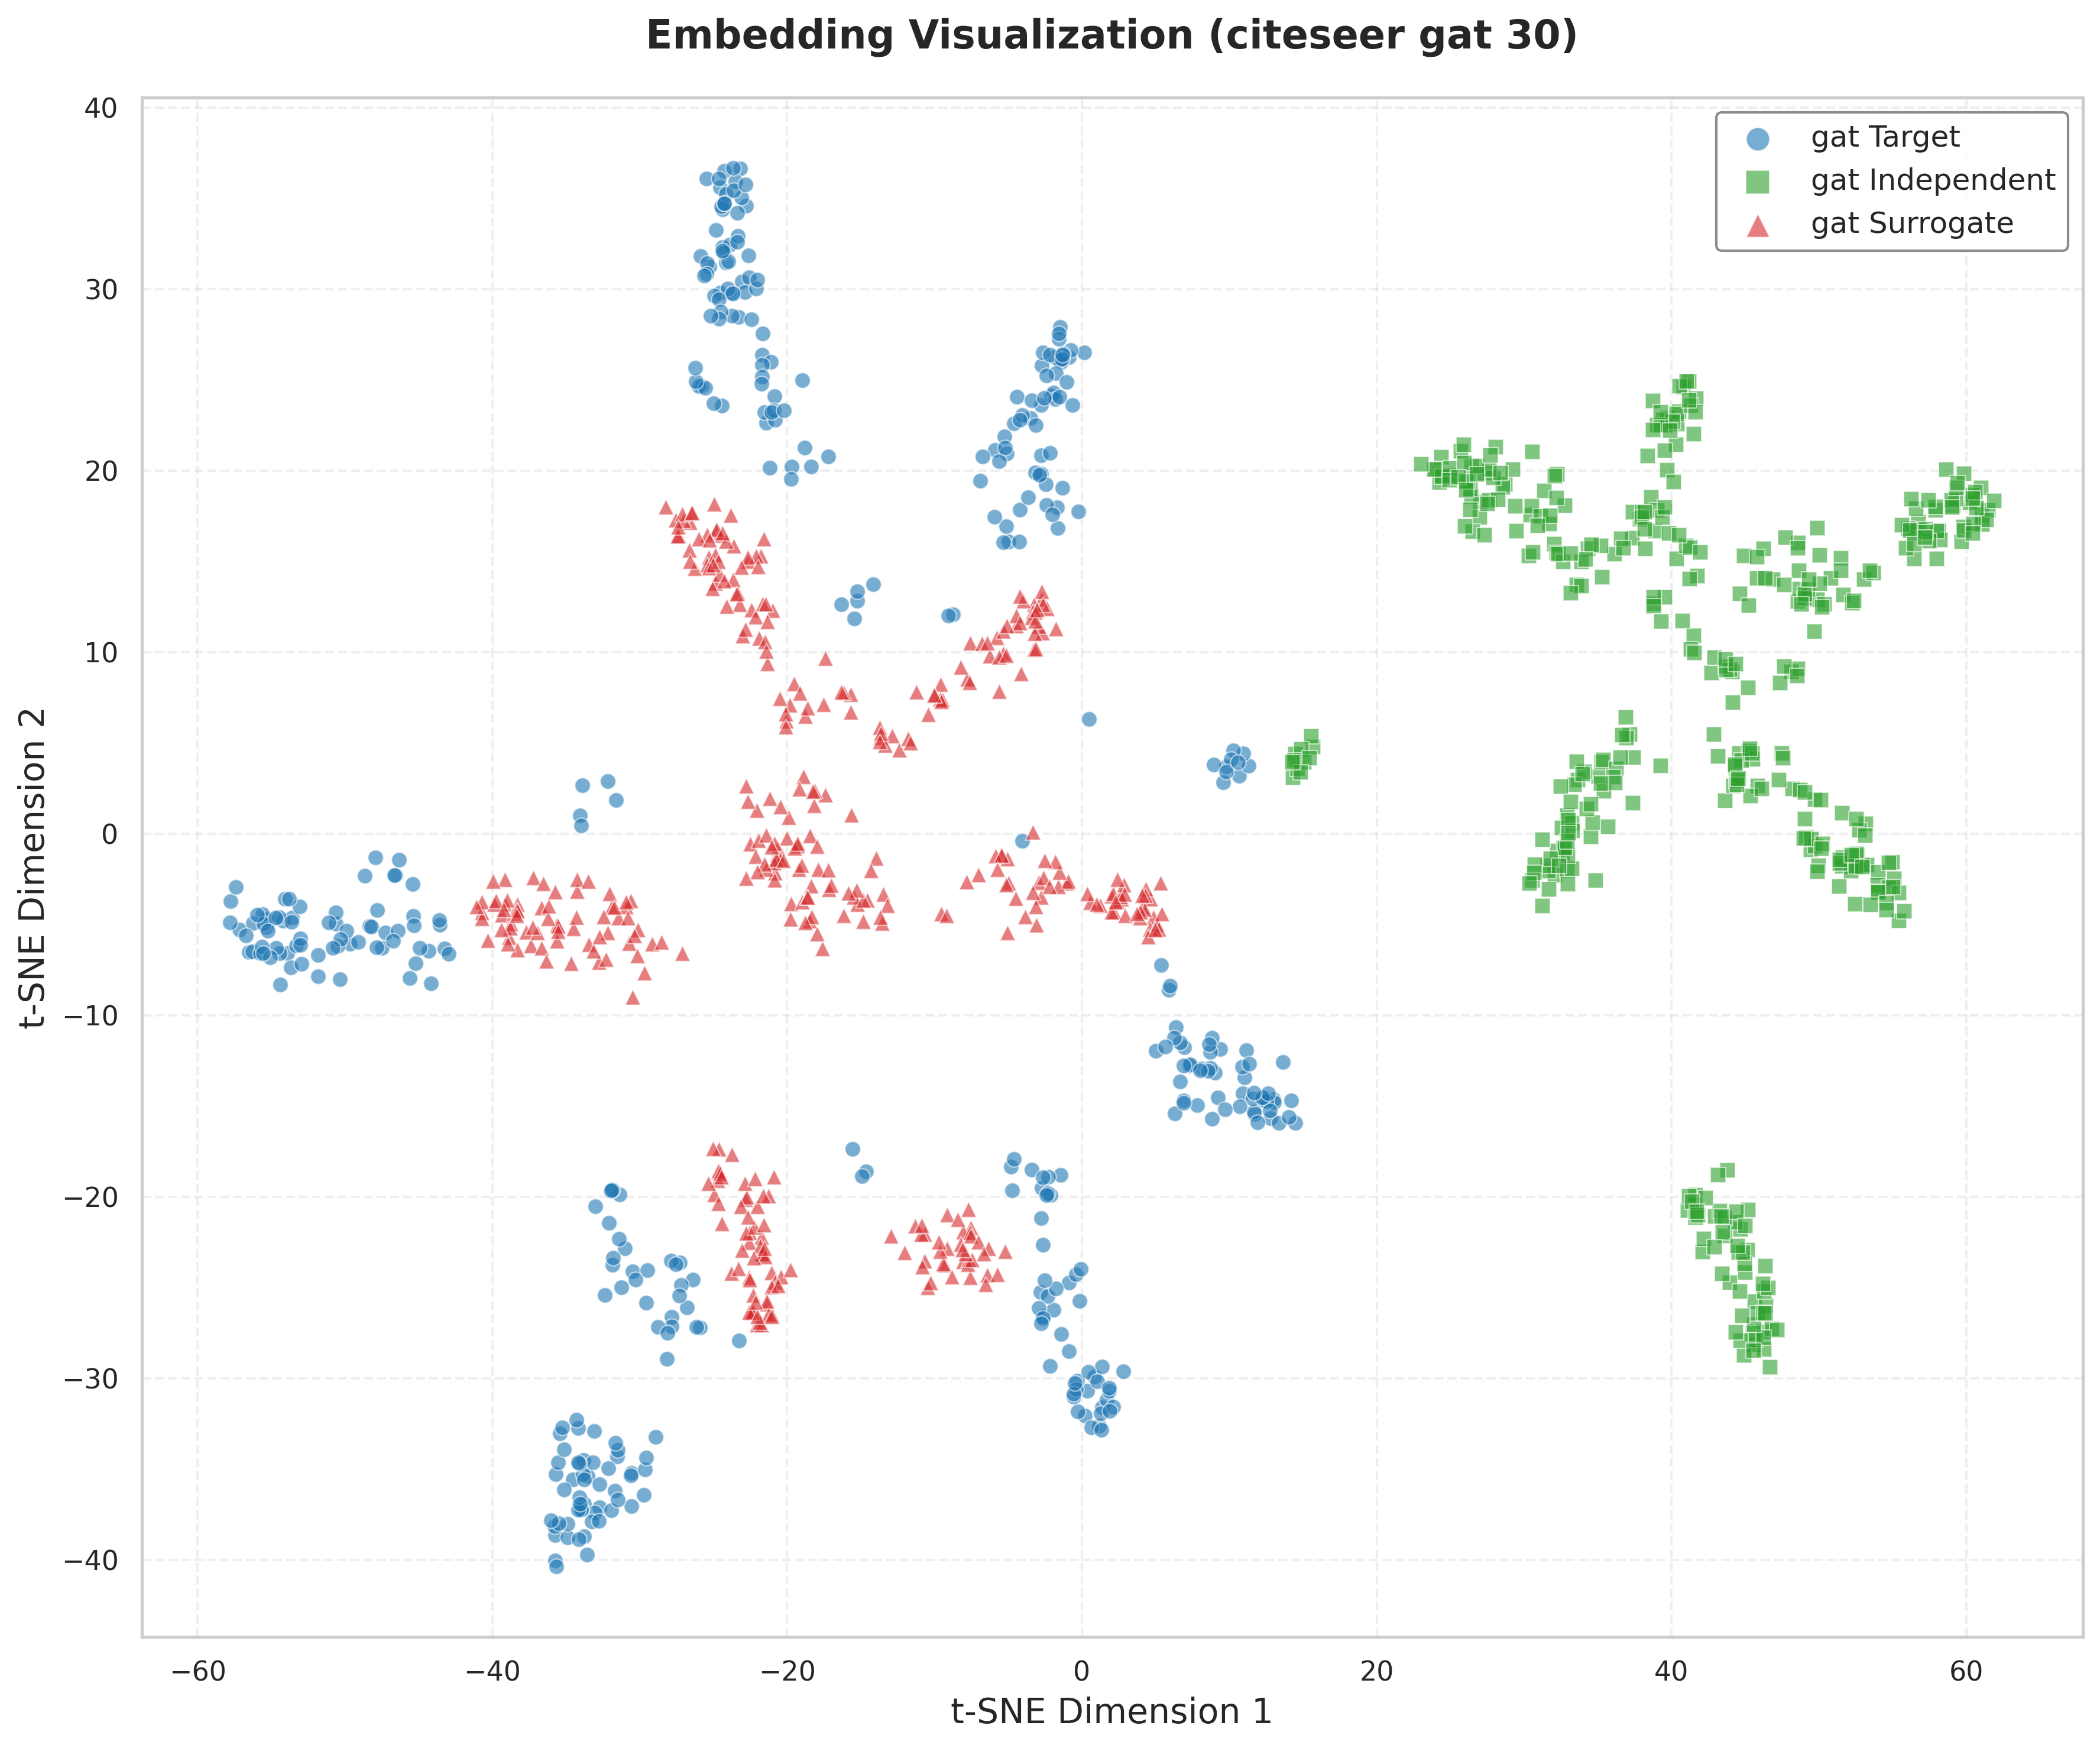 Embedding Visualization (citeseer gat 30)
gat Target
gat Independent
gat Surrogate
40
30
20
10
0
−10
−20
−30
−40
t-SNE Dimension 2
−60 −40 −20 0 20 40 60
t-SNE Dimension 1